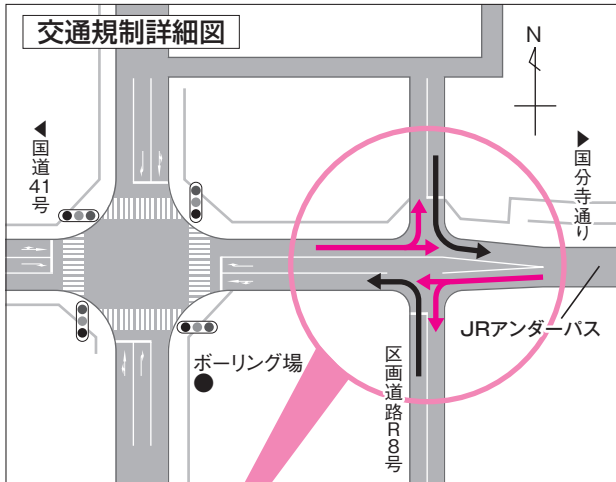 交通規制詳細図
N
◀国道41号
▶国分寺通り
JRアンダーパス
ボーリング場
区画道路R8号